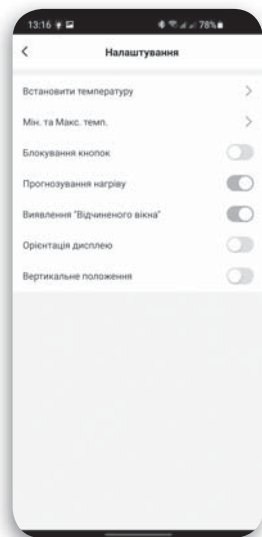 13:16 78%
Налаштування
Встановити температуру
Мін. та Макс. темп.
Блокування кнопок
Прогнозування нагріву
Виявлення "Відчиненого вікна"
Орієнтація дисплею
Вертикальне положення